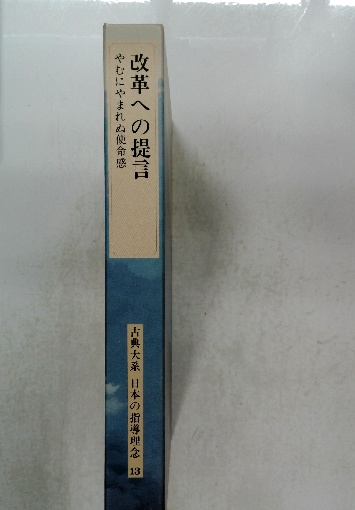 改革への提言
やむにやまれぬ使命感
古典大系 日本の指導理念 13